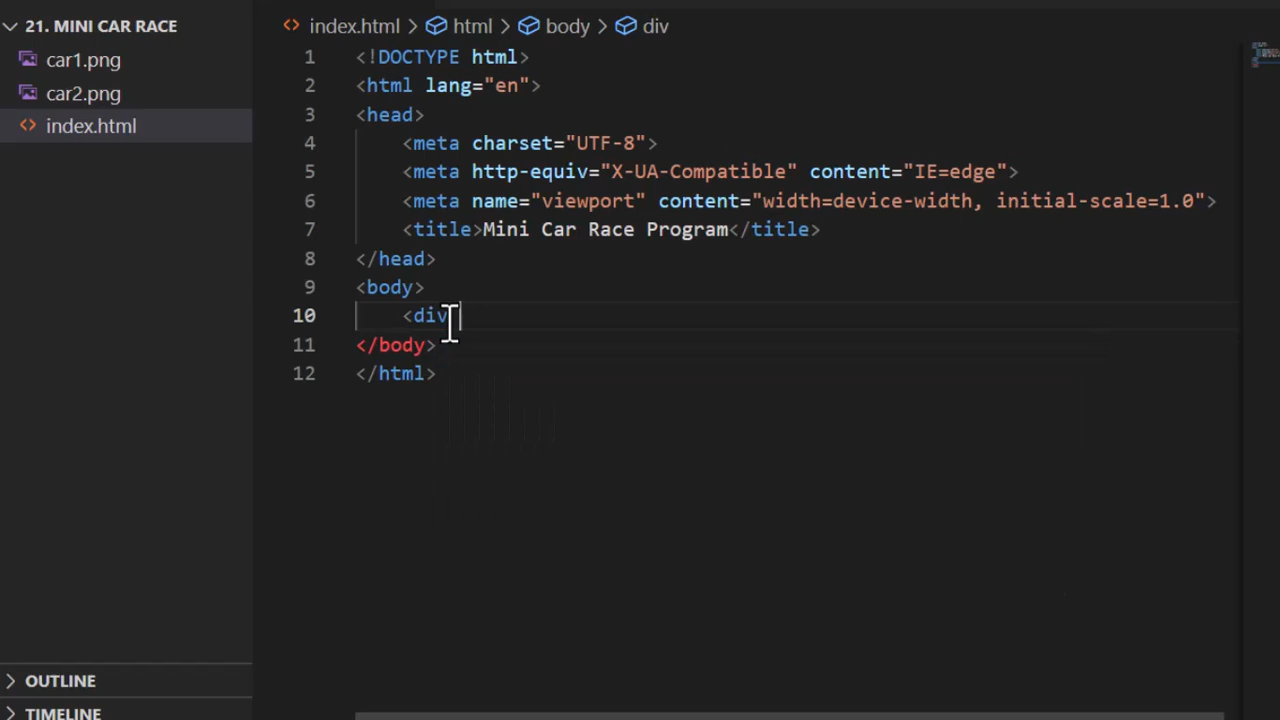 21. MINI CAR RACE
car1.png
car2.png
index.html
OUTLINE
TIMELINE
index.html > html > body > div
1 <!DOCTYPE html>
2 <html lang="en">
3 <head>
4 <meta charset="UTF-8">
5 <meta http-equiv="X-UA-Compatible" content="IE=edge">
6 <meta name="viewport" content="width=device-width, initial-scale=1.0">
7 <title>Mini Car Race Program</title>
8 </head>
9 <body>
10 <div
11 </body>
12 </html>